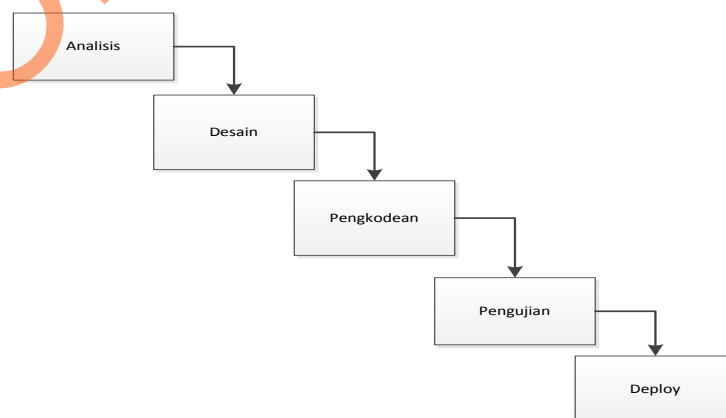 Analisis
Desain
Pengkodean
Pengujian
Deploy